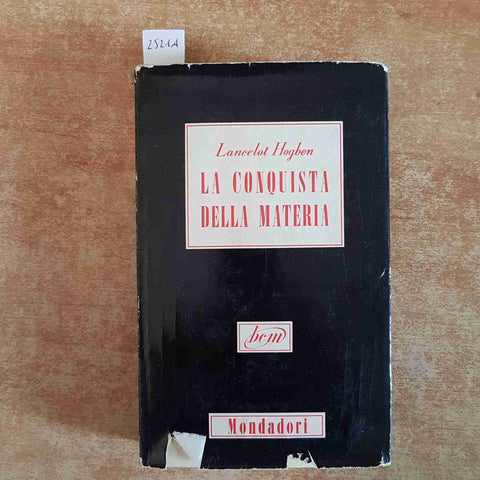 2521A
Lancelot Hogben
LA CONQUISTA
DELLA MATERIA
bcm
Mondadori